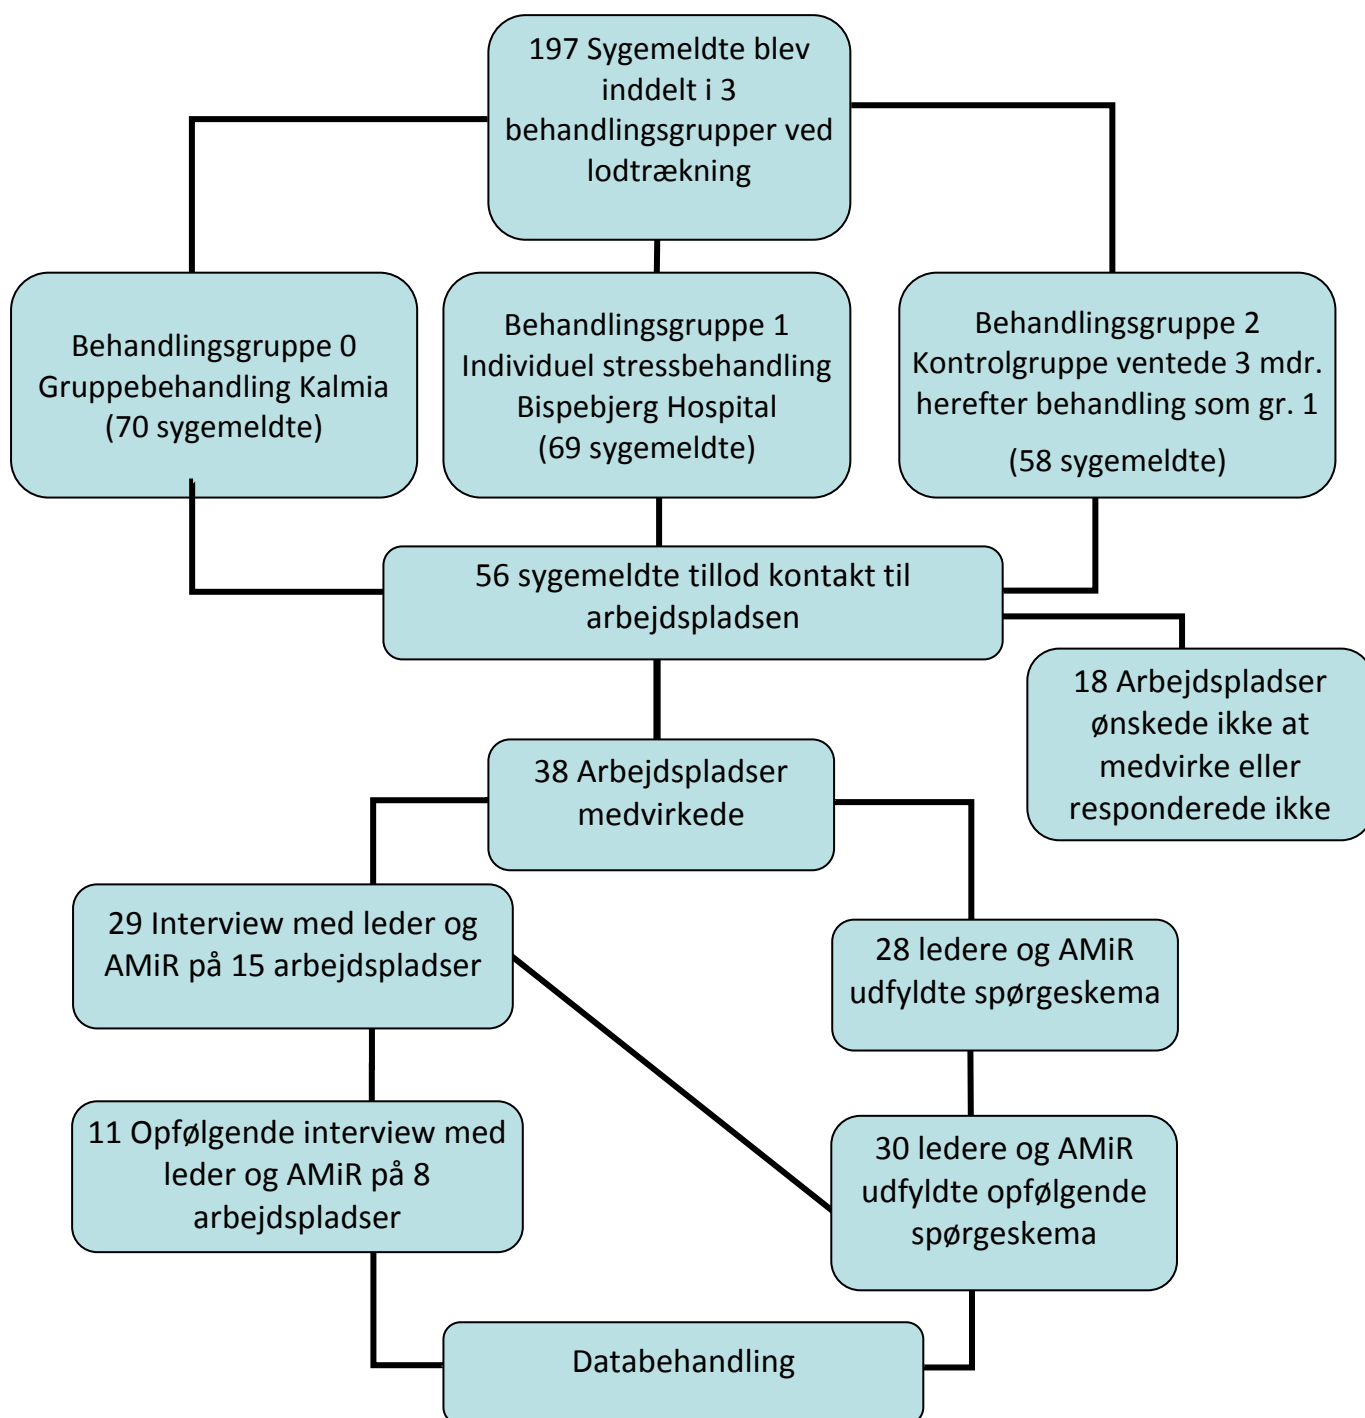 197 Sygemeldte blev
inddelt i 3
behandlingsgrupper ved
lodtrækning
Behandlingsgruppe 0
Gruppebehandling Kalmia
(70 sygemeldte)
Behandlingsgruppe 1
Individuel stressbehandling
Bispebjerg Hospital
(69 sygemeldte)
Behandlingsgruppe 2
Kontrolgruppe ventede 3 mdr.
herefter behandling som gr. 1
(58 sygemeldte)
56 sygemeldte tillod kontakt til
arbejdspladsen
18 Arbejdspladser
ønskede ikke at
medvirke eller
responderede ikke
38 Arbejdspladser
medvirkede
29 Interview med leder og
AMiR på 15 arbejdspladser
28 ledere og AMiR
udfyldte spørgeskema
11 Opfølgende interview med
leder og AMiR på 8
arbejdspladser
30 ledere og AMiR
udfyldte opfølgende
spørgeskema
Databehandling